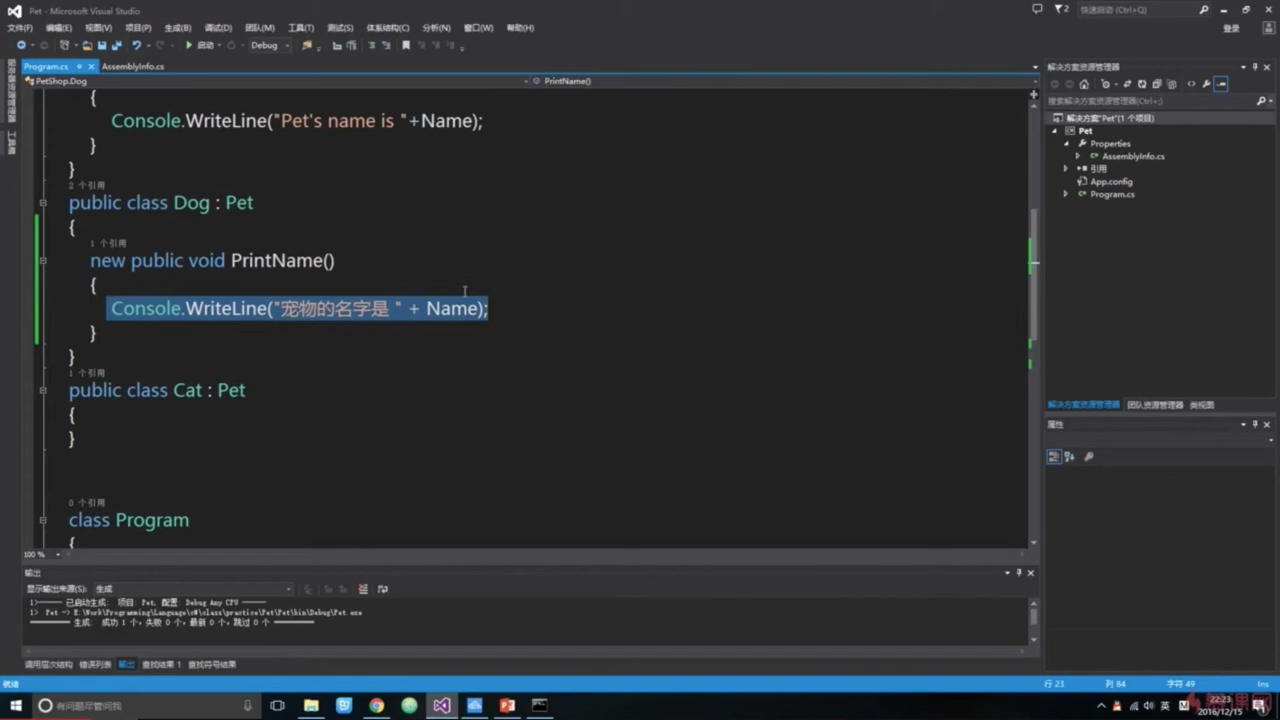 Pet - Microsoft Visual Studio
快速启动 (Ctrl+Q)
文件(F) 编辑(E) 视图(V) 项目(P) 生成(B) 调试(D) 团队(M) 工具(T) 测试(S) 体系结构(C) 分析(N) 窗口(W) 帮助(H)
登录
启动 Debug
Program.cs AssemblyInfo.cs
PetShop.Dog PrintName()
{
Console.WriteLine("Pet's name is "+Name);
}
}
2 个引用
public class Dog : Pet
{
1 个引用
new public void PrintName()
{
Console.WriteLine("宠物的名字是 " + Name);
}
}
1 个引用
public class Cat : Pet
{
}
0 个引用
class Program
{
100 %
解决方案资源管理器
搜索解决方案资源管理器(Ctrl+;)
解决方案"Pet"(1 个项目)
Pet
Properties
AssemblyInfo.cs
引用
App.config
Program.cs
解决方案资源管理器 团队资源管理器 类视图
属性
输出
显示输出来源(S): 生成
1>------ 已启动生成: 项目: Pet, 配置: Debug Any CPU ------
1> Pet -> E:\Work\Programming\Language\c#\class\practice\Pet\Pet\bin\Debug\Pet.exe
========== 生成: 成功 1 个，失败 0 个，最新 0 个，跳过 0 个 ==========
调用层次结构 错误列表 输出 查找结果 1 查找符号结果
就绪 行 23 列 84 字符 49 Ins
有问题尽管问我
英
22:23
2016/12/15